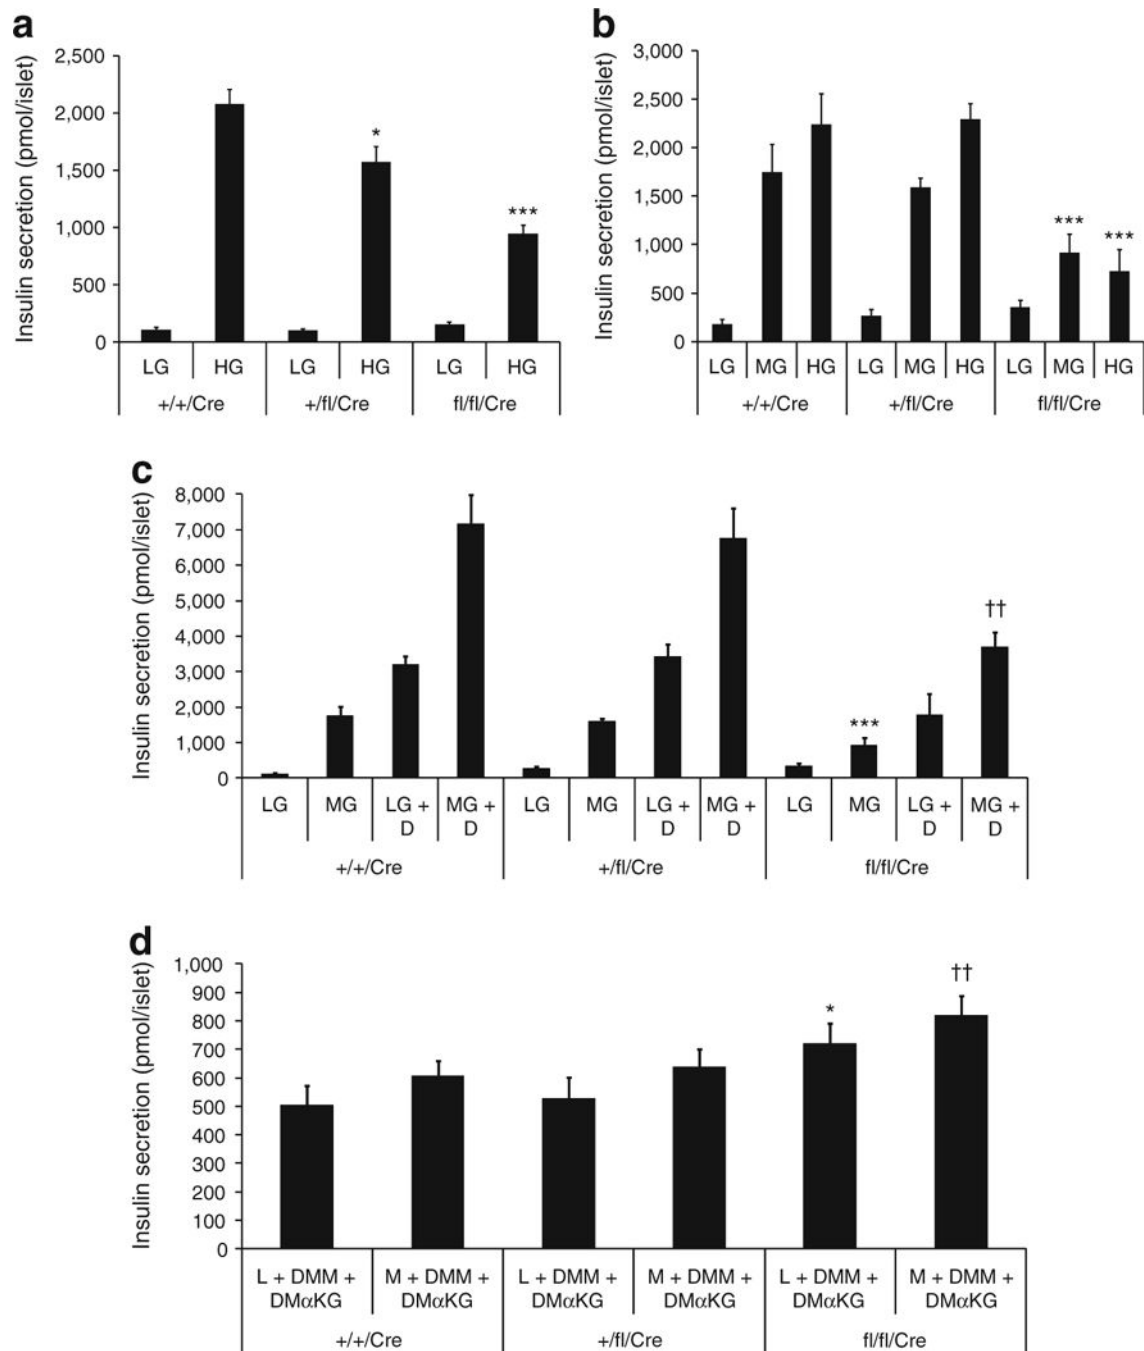 a
Insulin secretion (pmol/islet)
2,500
2,000
1,500
1,000
500
0
*
***
LG HG LG HG LG HG
+/+/Cre +/fl/Cre fl/fl/Cre
b
Insulin secretion (pmol/islet)
3,000
2,500
2,000
1,500
1,000
500
0
*** ***
LG MG HG LG MG HG LG MG HG
+/+/Cre +/fl/Cre fl/fl/Cre
c
Insulin secretion (pmol/islet)
8,000
7,000
6,000
5,000
4,000
3,000
2,000
1,000
0
††
***
LG MG LG + MG + LG MG LG + MG + LG MG LG + MG +
D D D D D D
+/+/Cre +/fl/Cre fl/fl/Cre
d
Insulin secretion (pmol/islet)
1,000
900
800
700
600
500
400
300
200
100
0
††
*
L + DMM + M + DMM + L + DMM + M + DMM + L + DMM + M + DMM +
DMαKG DMαKG DMαKG DMαKG DMαKG DMαKG
+/+/Cre +/fl/Cre fl/fl/Cre